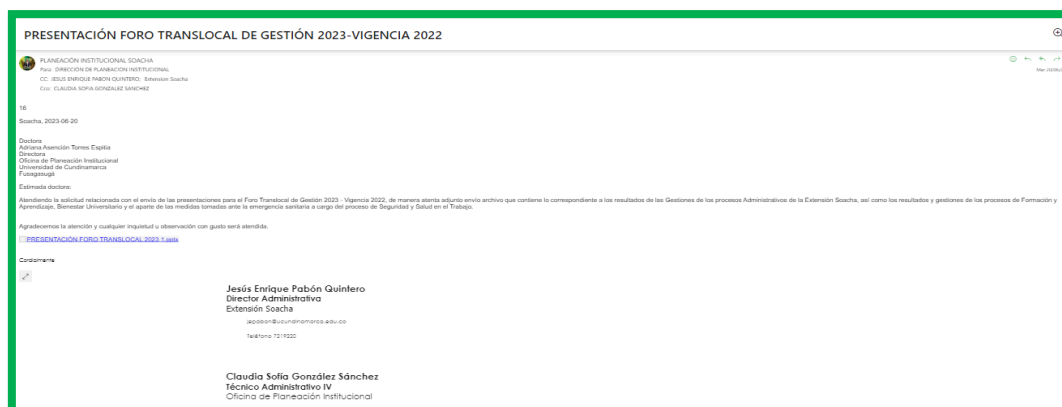 PRESENTACIÓN FORO TRANSLOCAL DE GESTIÓN 2023-VIGENCIA 2022
PLANEACIÓN INSTITUCIONAL SOACHA
Para: DIRECCIÓN DE PLANEACIÓN INSTITUCIONAL
CC: JESUS ENRIQUE PABON QUINTERO; Extension Soacha
Cco: CLAUDIA SOFIA GONZALEZ SANCHEZ
16
Soacha, 2023-06-20
Doctora
Adriana Asención Torres Espitia
Directora
Oficina de Planeación Institucional
Universidad de Cundinamarca
Fusagasugá
Estimada doctora:
Atendiendo la solicitud relacionada con el envío de las presentaciones para el Foro Translocal de Gestión 2023 - Vigencia 2022, de manera atenta adjunto envío archivo que contiene lo correspondiente a los resultados de las Gestiones de los procesos Administrativos de la Extensión Soacha, así como los resultados y gestiones de los procesos de Formación y
Aprendizaje, Bienestar Universitario y el aparte de las medidas tomadas ante la emergencia sanitaria a cargo del proceso de Seguridad y Salud en el Trabajo.
Agradecemos la atención y cualquier inquietud u observación con gusto será atendida.
PRESENTACIÓN FORO TRANSLOCAL 2023 1.pptx
Cordialmente
Jesús Enrique Pabón Quintero
Director Administrativa
Extensión Soacha
jepabon@ucundinamarca.edu.co
Teléfono 7219220
Claudia Sofía González Sánchez
Técnico Administrativo IV
Oficina de Planeación Institucional